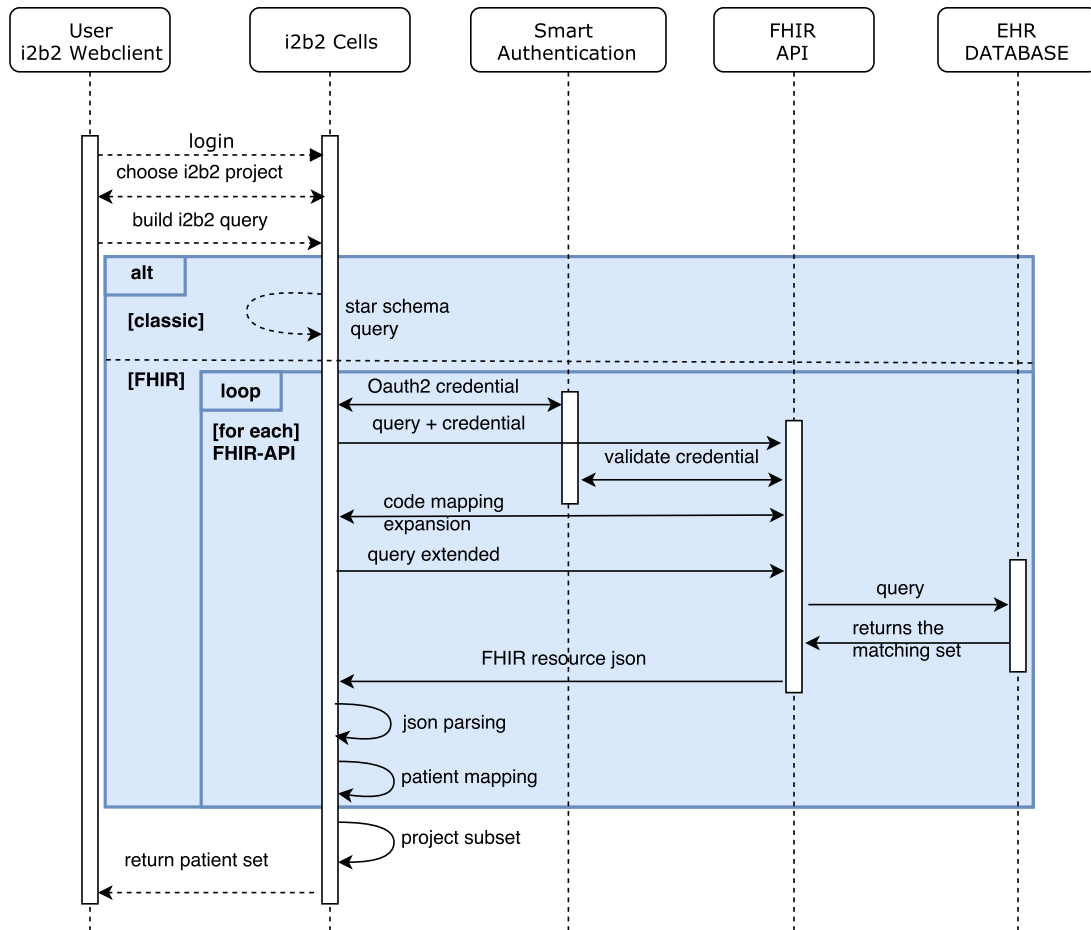 User
i2b2 Webclient
i2b2 Cells
Smart
Authentication
FHIR
API
EHR
DATABASE
login
choose i2b2 project
build i2b2 query
alt
[classic]
star schema
query
[FHIR]
loop
[for each]
FHIR-API
Oauth2 credential
query + credential
validate credential
code mapping
expansion
query extended
query
returns the
matching set
FHIR resource json
json parsing
patient mapping
project subset
return patient set